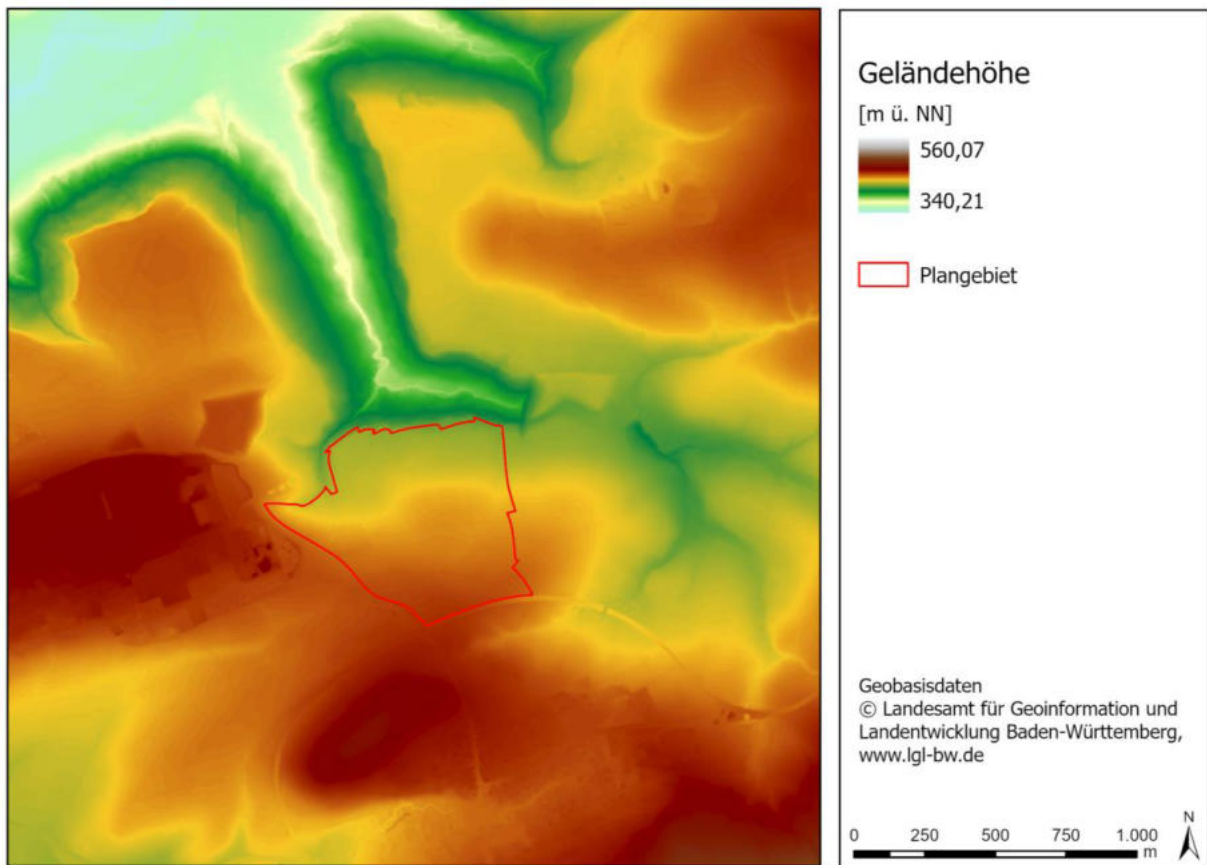 Geländehöhe
[m ü. NN]
560,07
340,21
Plangebiet
Geobasisdaten
© Landesamt für Geoinformation und
Landentwicklung Baden-Württemberg,
www.lgl-bw.de
N
0 250 500 750 1.000
m